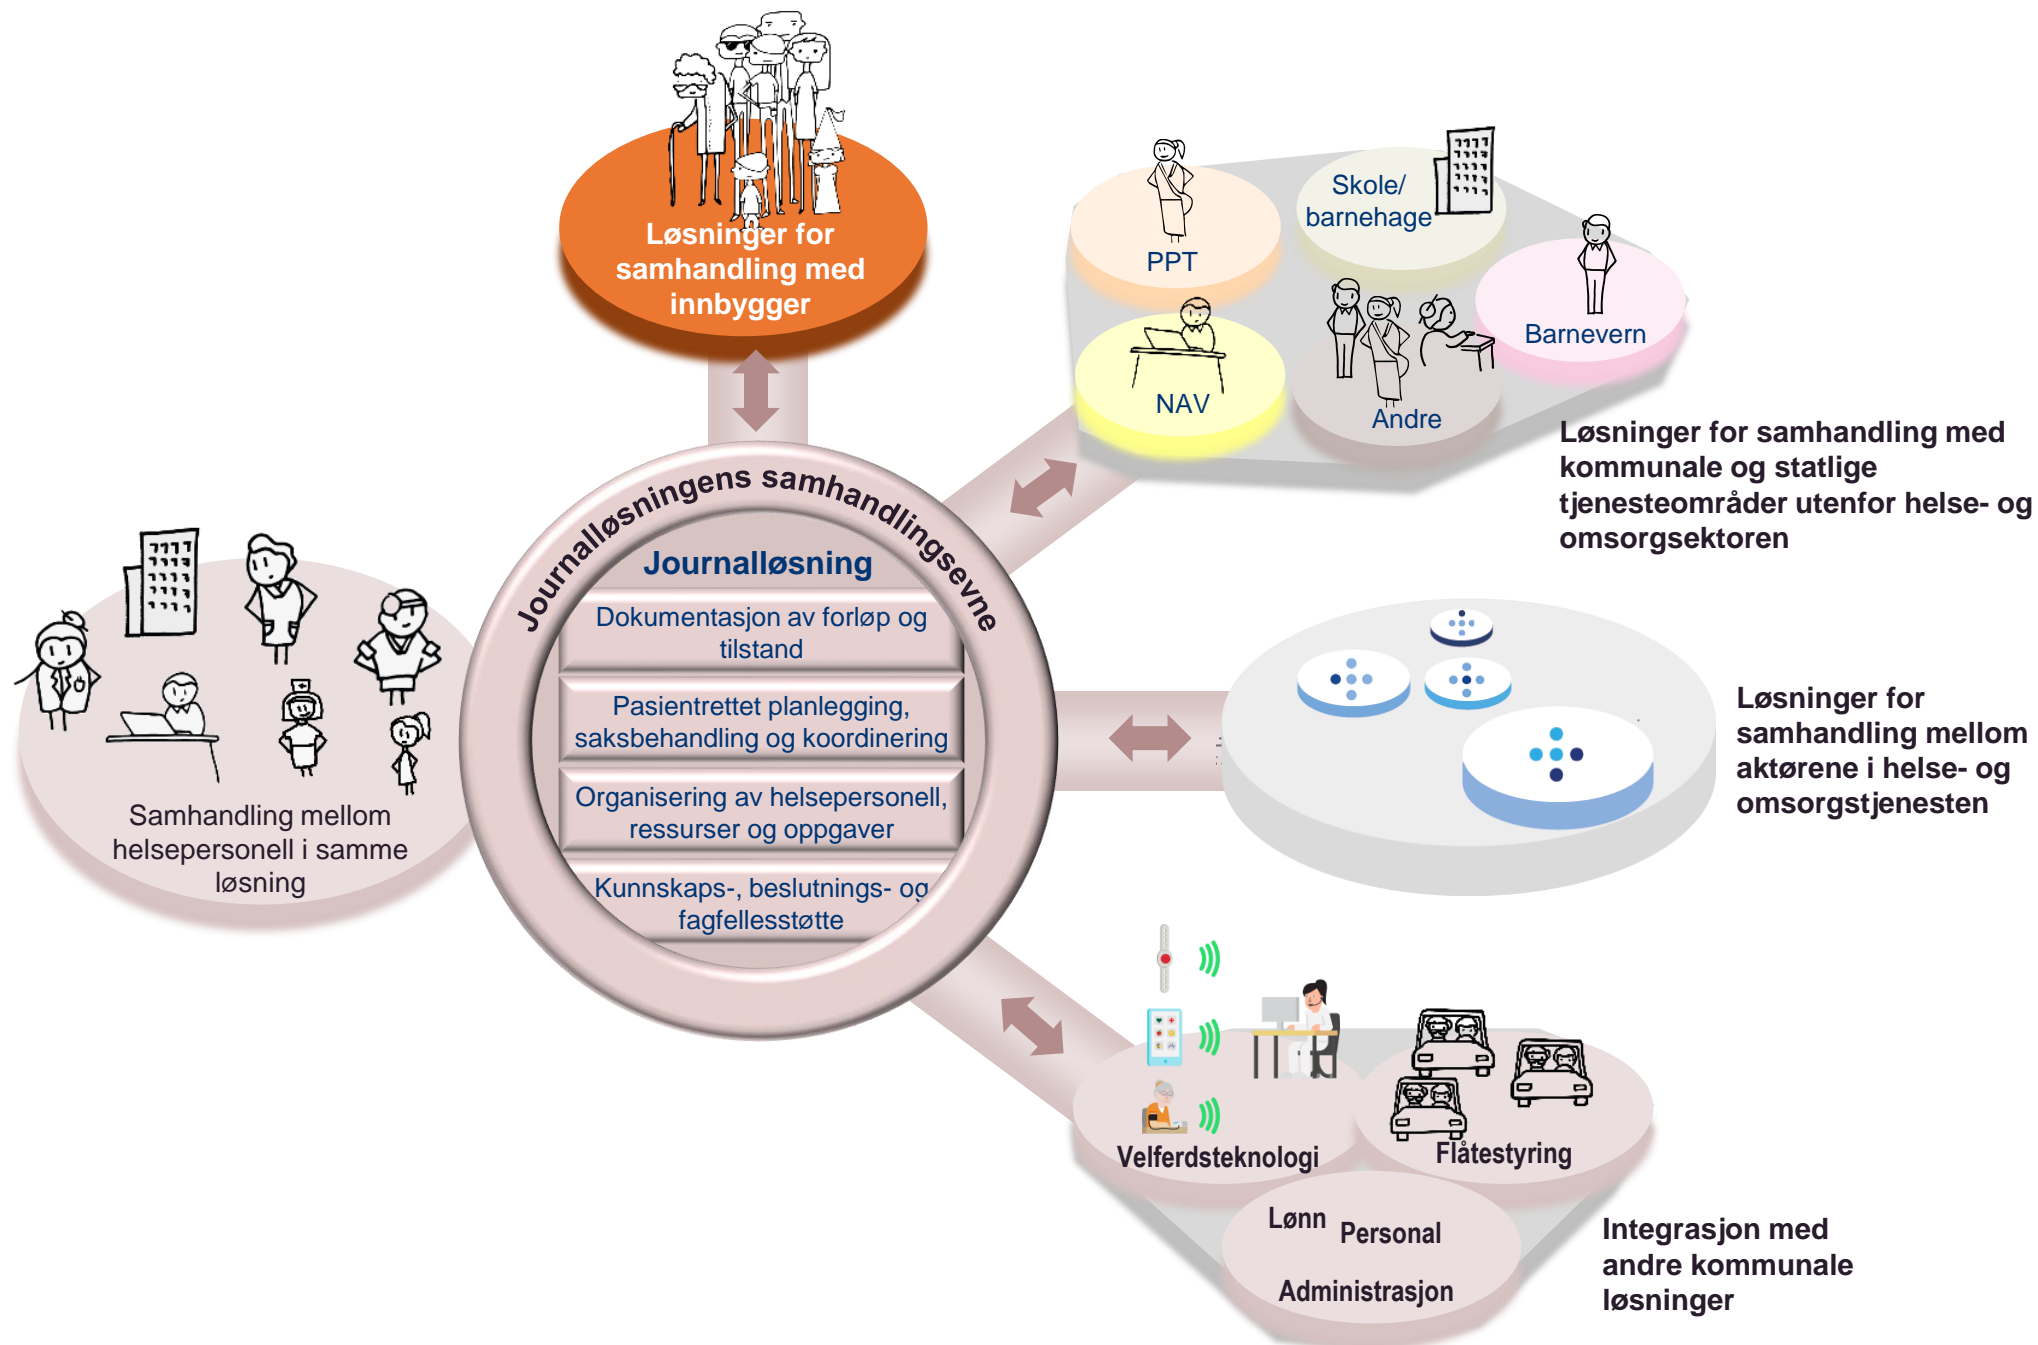 Løsninger for
samhandling med
innbygger
PPT
Skole/
barnehage
Barnevern
NAV
Andre
Løsninger for samhandling med
kommunale og statlige
tjenesteområder utenfor helse- og
omsorgsektoren
Journalløsningens samhandlingsevne
Journalløsning
Dokumentasjon av forløp og
tilstand
Pasientrettet planlegging,
saksbehandling og koordinering
Organisering av helsepersonell,
ressurser og oppgaver
Kunnskaps-, beslutnings- og
fagfellesstøtte
Samhandling mellom
helsepersonell i samme
løsning
Løsninger for
samhandling mellom
aktørene i helse- og
omsorgstjenesten
Velferdsteknologi
Flåtestyring
Lønn
Personal
Administrasjon
Integrasjon med
andre kommunale
løsninger